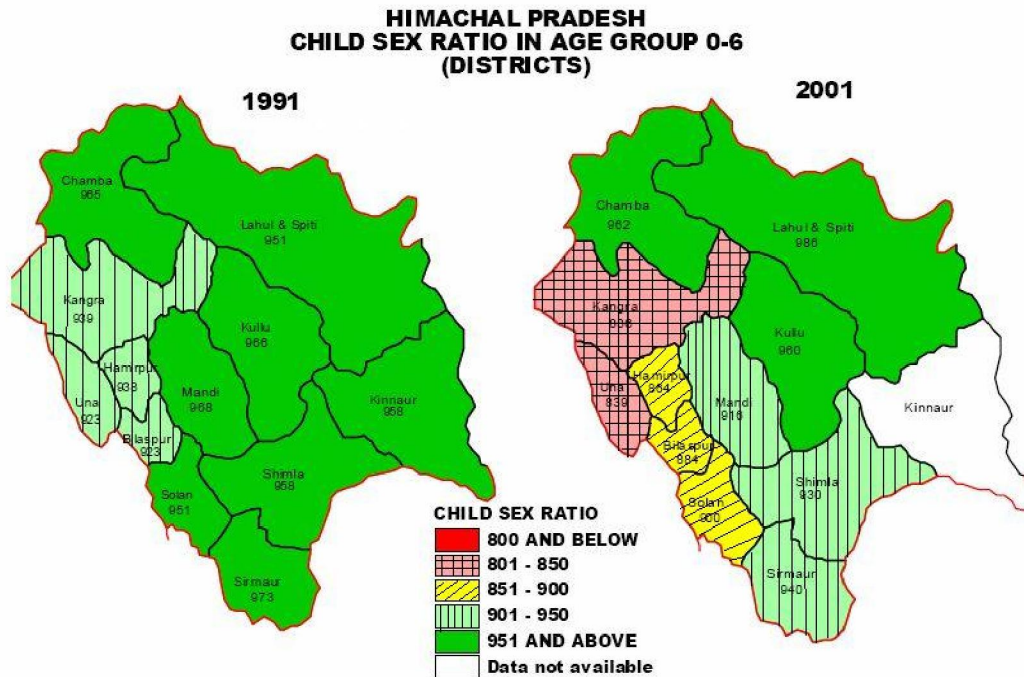 HIMACHAL PRADESH
CHILD SEX RATIO IN AGE GROUP 0-6
(DISTRICTS)
1991
Chamba
965
Lahul & Spiti
951
Kangra
939
Kullu
966
Hamirpur
938
Una
923
Mandi
968
Kinnaur
958
Bilaspur
923
Shimla
958
Solan
951
Sirmaur
973
2001
Chamba
962
Lahul & Spiti
986
Kangra
836
Kullu
960
Hamirpur
864
Una
839
Mandi
916
Kinnaur
Bilaspur
884
Shimla
930
Solan
900
Sirmaur
940
CHILD SEX RATIO
800 AND BELOW
801 - 850
851 - 900
901 - 950
951 AND ABOVE
Data not available